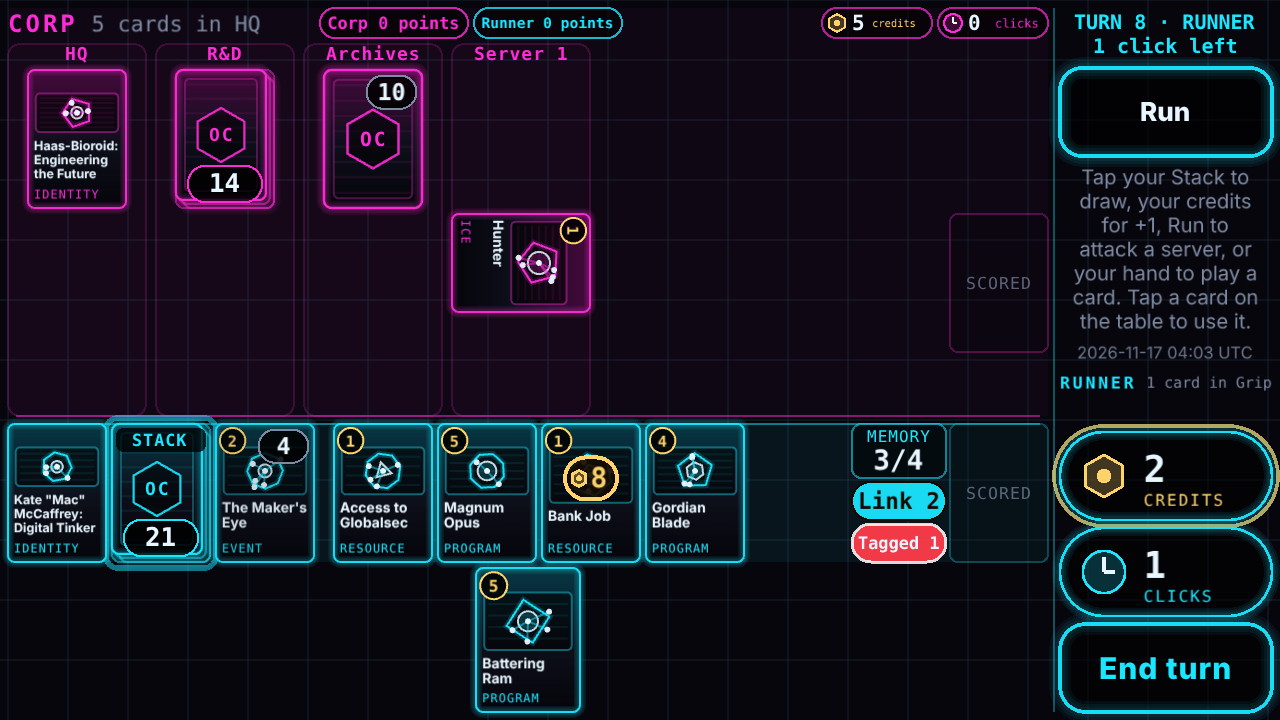 CORP 5 cards in HQ
Corp 0 points
Runner 0 points
5 credits
0 clicks
TURN 8 · RUNNER
1 click left
HQ
R&D
Archives
Server 1
Haas-Bioroid:
Engineering
the Future
IDENTITY
OC
14
10
OC
ICE
Hunter
1
SCORED
Run
Tap your Stack to
draw, your credits
for +1, Run to
attack a server, or
your hand to play a
card. Tap a card on
the table to use it.
2026-11-17 04:03 UTC
RUNNER 1 card in Grip
Kate "Mac"
McCaffrey:
Digital Tinker
IDENTITY
STACK
OC
21
2
4
The Maker's
Eye
EVENT
1
Access to
Globalsec
RESOURCE
5
Magnum
Opus
PROGRAM
1
8
Bank Job
RESOURCE
4
Gordian
Blade
PROGRAM
MEMORY
3/4
Link 2
Tagged 1
SCORED
2
CREDITS
1
CLICKS
End turn
5
Battering
Ram
PROGRAM